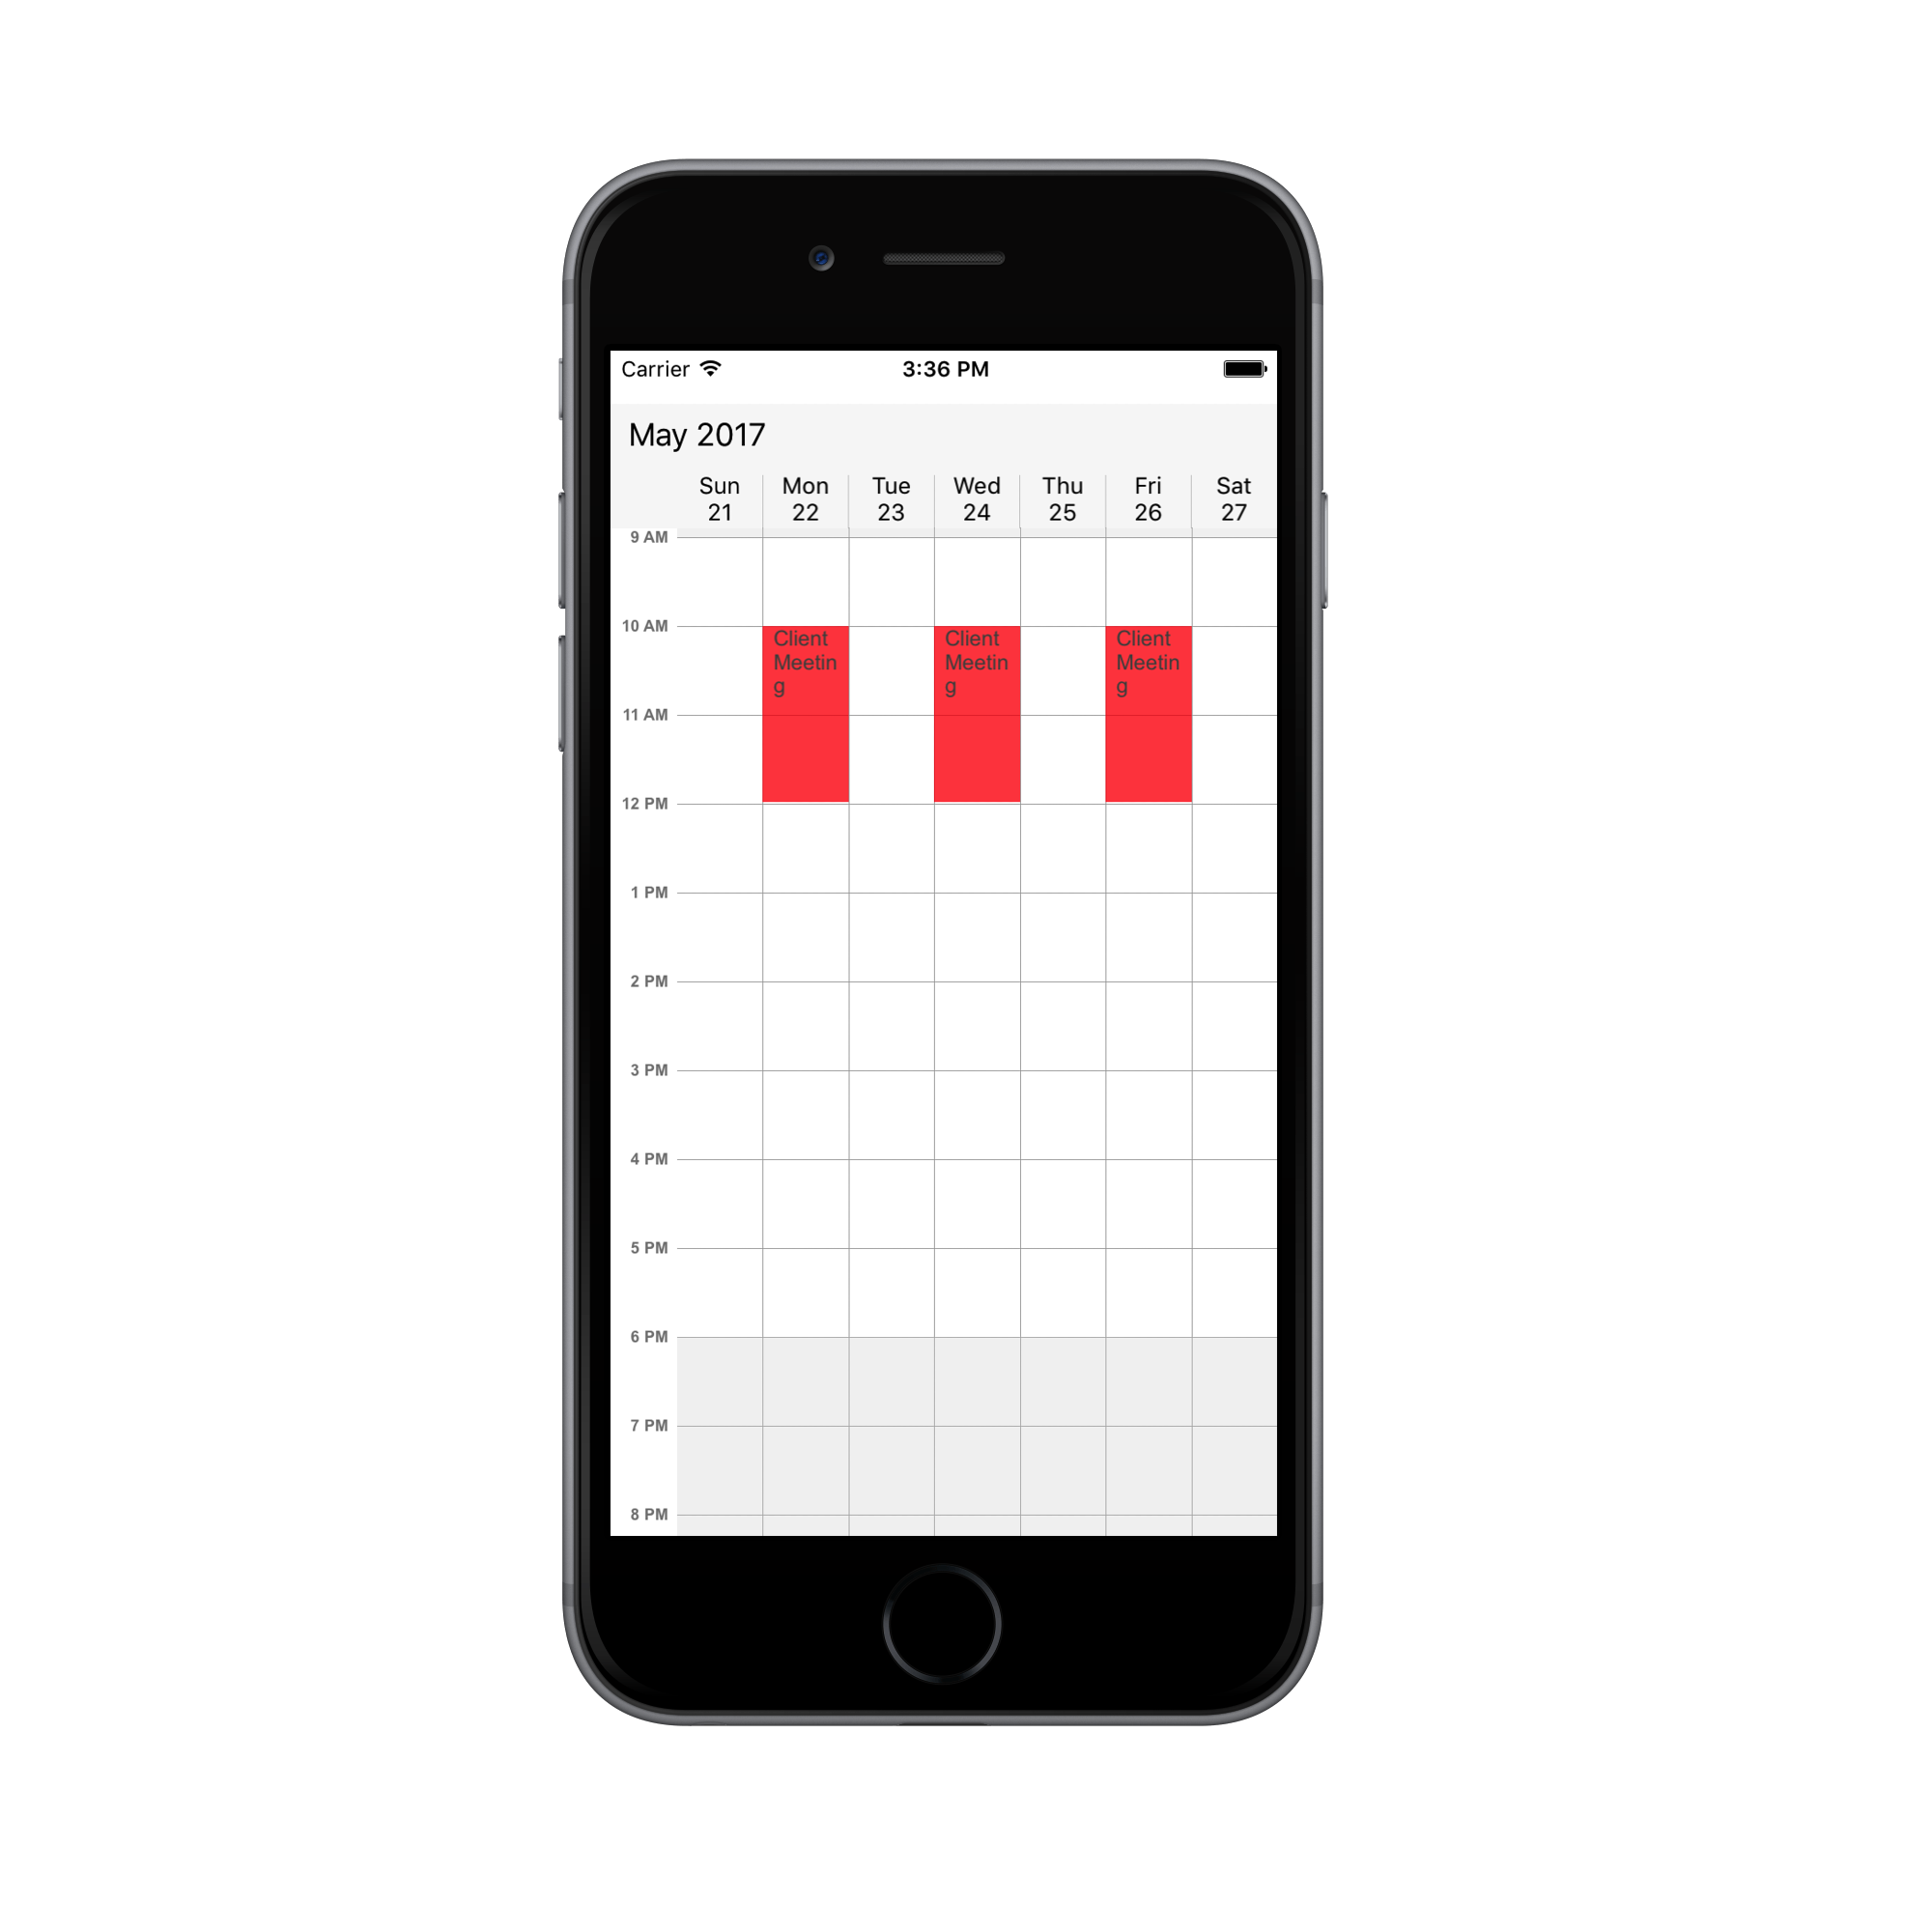 Carrier 3:36 PM
May 2017
Sun Mon Tue Wed Thu Fri Sat
21 22 23 24 25 26 27
9 AM
10 AM
Client Client Client
Meetin Meetin Meetin
g g g
11 AM
12 PM
1 PM
2 PM
3 PM
4 PM
5 PM
6 PM
7 PM
8 PM